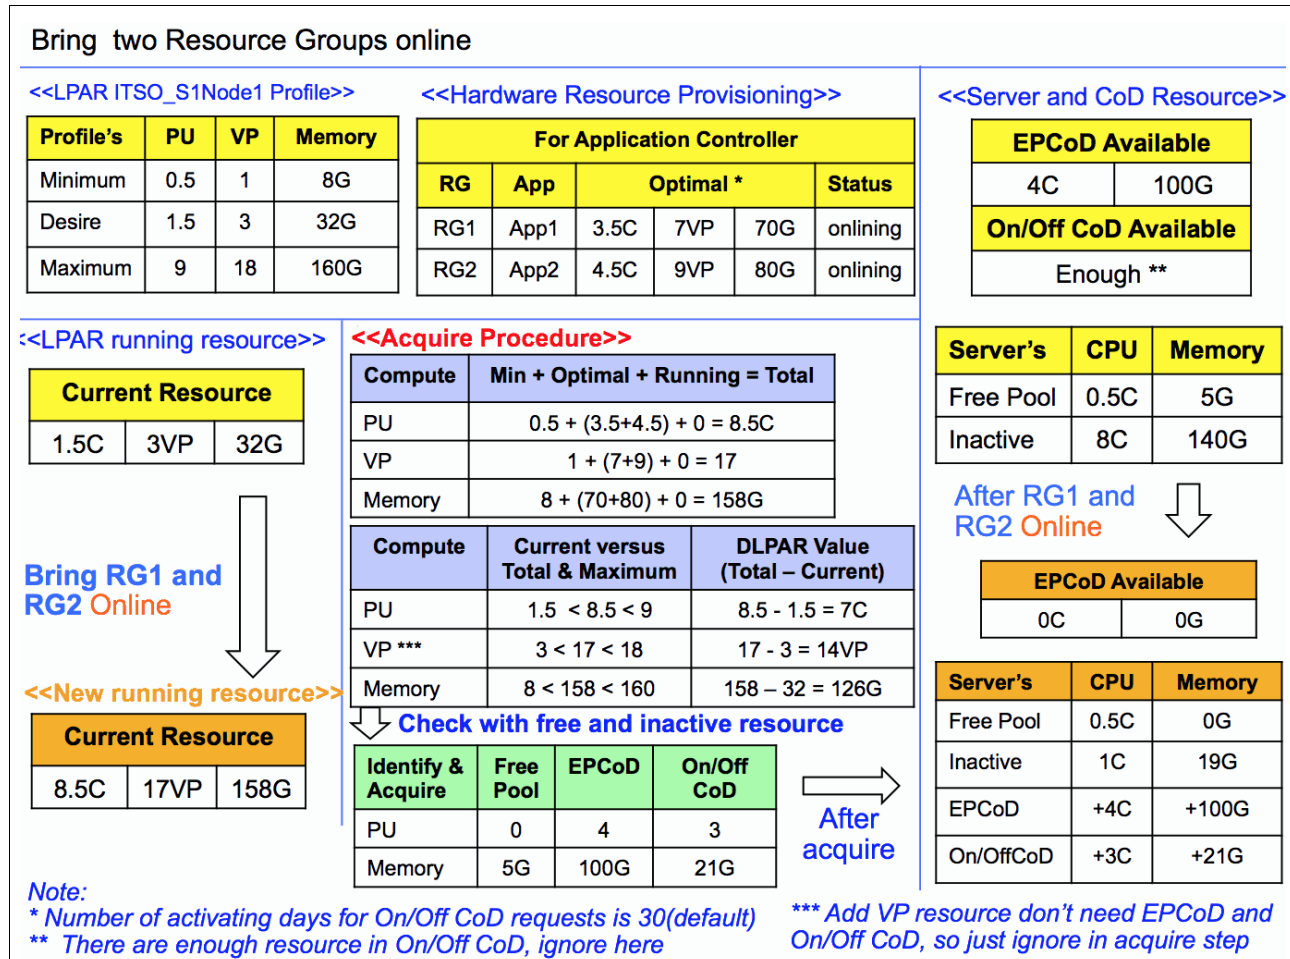 Bring two Resource Groups online
<<LPAR ITSO_S1Node1 Profile>>
Profile's PU VP Memory
Minimum 0.5 1 8G
Desire 1.5 3 32G
Maximum 9 18 160G
<<Hardware Resource Provisioning>>
For Application Controller
RG App Optimal * Status
RG1 App1 3.5C 7VP 70G onlining
RG2 App2 4.5C 9VP 80G onlining
<<Server and CoD Resource>>
EPCoD Available
4C 100G
On/Off CoD Available
Enough **
Server's CPU Memory
Free Pool 0.5C 5G
Inactive 8C 140G
After RG1 and
RG2 Online
EPCoD Available
0C 0G
Server's CPU Memory
Free Pool 0.5C 0G
Inactive 1C 19G
EPCoD +4C +100G
On/OffCoD +3C +21G
<<LPAR running resource>>
Current Resource
1.5C 3VP 32G
Bring RG1 and
RG2 Online
<<New running resource>>
Current Resource
8.5C 17VP 158G
<<Acquire Procedure>>
Compute Min + Optimal + Running = Total
PU 0.5 + (3.5+4.5) + 0 = 8.5C
VP 1 + (7+9) + 0 = 17
Memory 8 + (70+80) + 0 = 158G
Compute Current versus DLPAR Value
Total & Maximum (Total – Current)
PU 1.5 < 8.5 < 9 8.5 - 1.5 = 7C
VP *** 3 < 17 < 18 17 - 3 = 14VP
Memory 8 < 158 < 160 158 – 32 = 126G
Check with free and inactive resource
Identify & Free EPCoD On/Off
Acquire Pool CoD
PU 0 4 3
Memory 5G 100G 21G
After
acquire
Note:
* Number of activating days for On/Off CoD requests is 30(default)
** There are enough resource in On/Off CoD, ignore here
*** Add VP resource don't need EPCoD and
On/Off CoD, so just ignore in acquire step